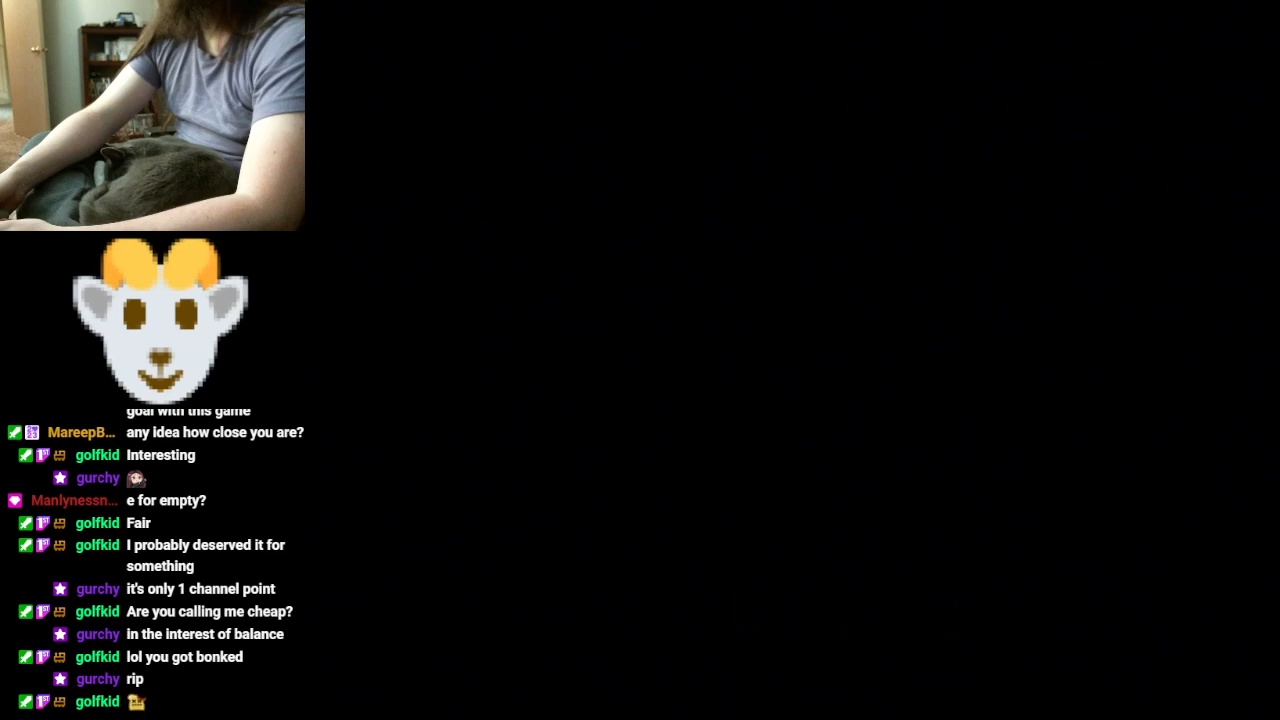 goal with this game
MareepB... any idea how close you are?
golfkid Interesting
gurchy
Manlynessn... e for empty?
golfkid Fair
golfkid I probably deserved it for
something
gurchy it's only 1 channel point
golfkid Are you calling me cheap?
gurchy in the interest of balance
golfkid lol you got bonked
gurchy rip
golfkid